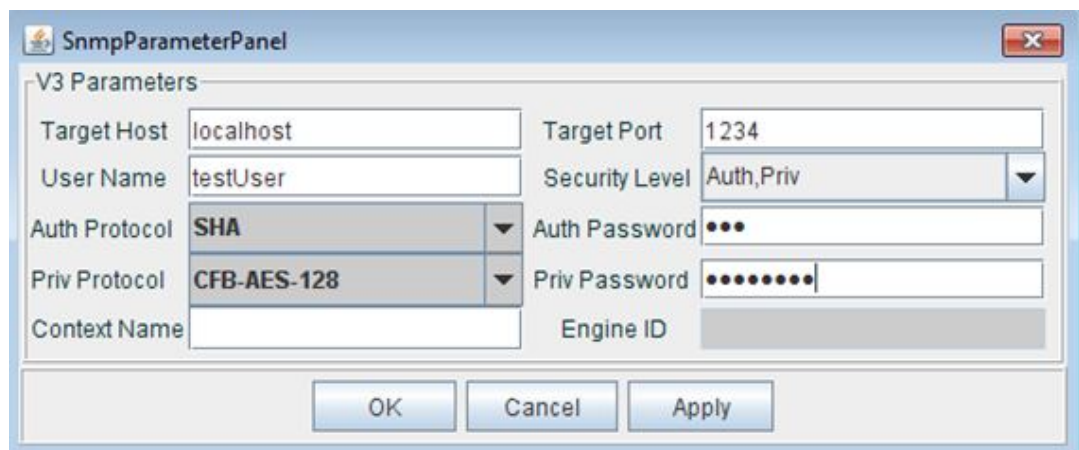 SnmpParameterPanel
V3 Parameters
Target Host localhost Target Port 1234
User Name testUser Security Level Auth,Priv
Auth Protocol SHA Auth Password •••
Priv Protocol CFB-AES-128 Priv Password ••••••••
Context Name Engine ID
OK Cancel Apply